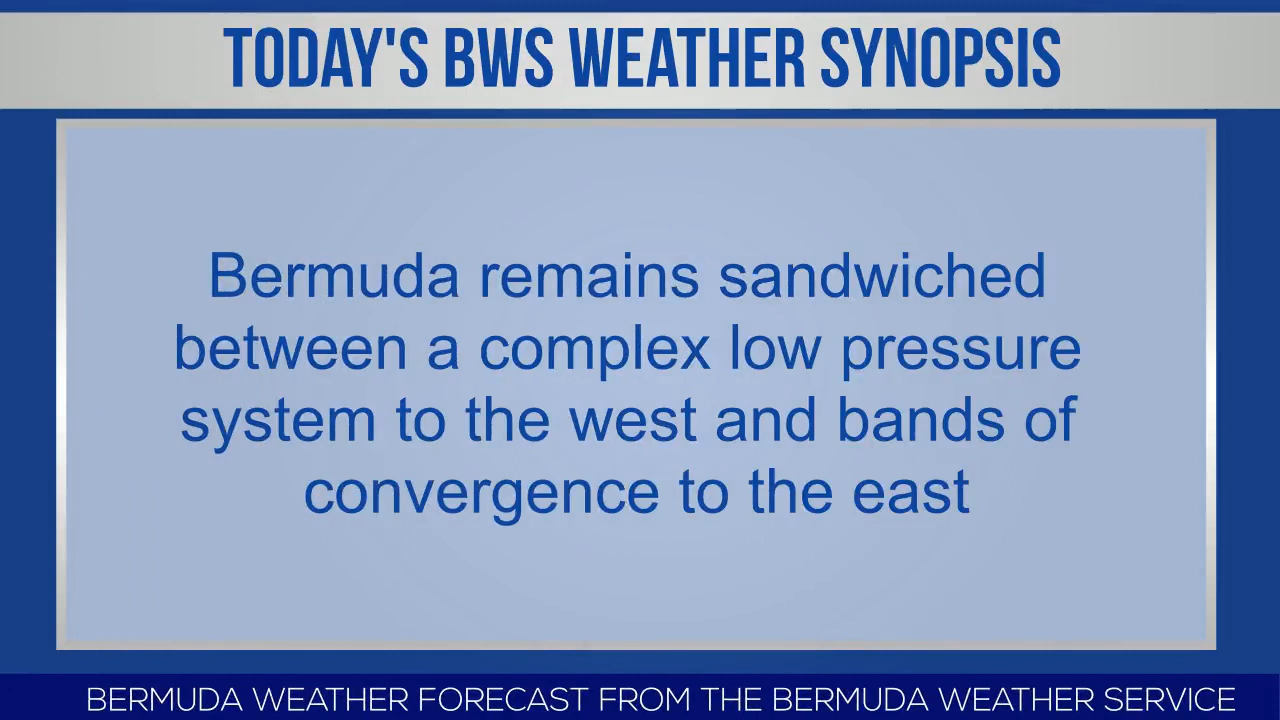 TODAY'S BWS WEATHER SYNOPSIS
Bermuda remains sandwiched
between a complex low pressure
system to the west and bands of
convergence to the east
BERMUDA WEATHER FORECAST FROM THE BERMUDA WEATHER SERVICE